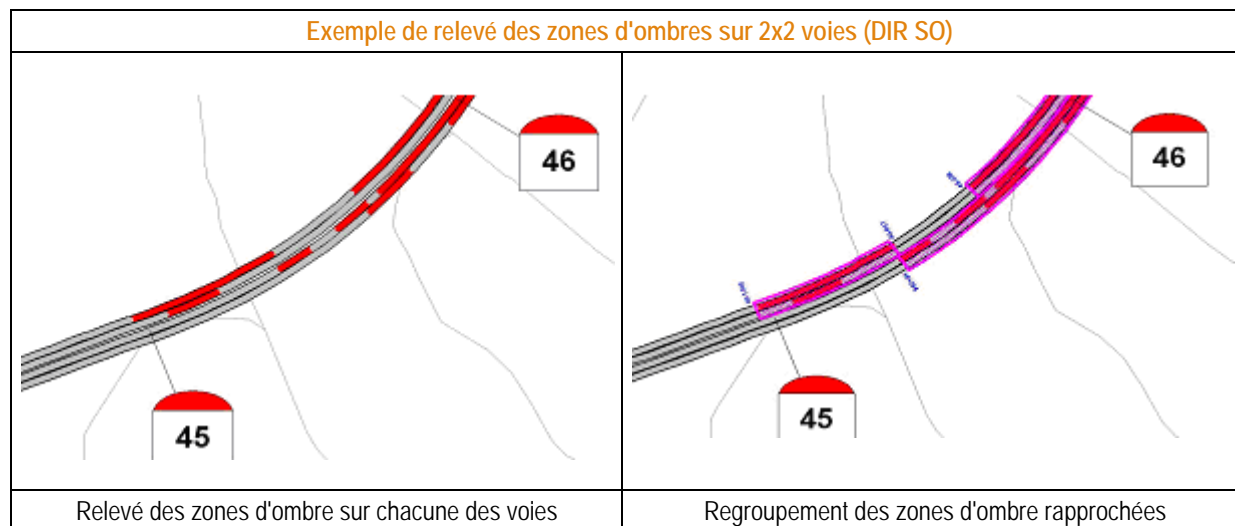 Exemple de relevé des zones d'ombres sur 2x2 voies (DIR SO)
46
45
46
45
Relevé des zones d'ombre sur chacune des voies
Regroupement des zones d'ombre rapprochées